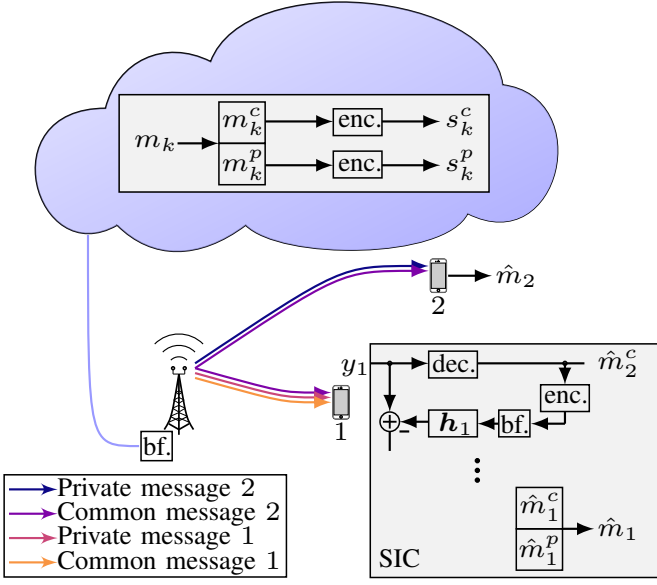 m_k
m_k^c
enc.
s_k^c
m_k^p
enc.
s_k^p
m̂_2
2
y_1
dec.
m̂_2^c
enc.
h_1
bf.
1
bf.
Private message 2
Common message 2
Private message 1
Common message 1
m̂_1^c
m̂_1^p
m̂_1
SIC